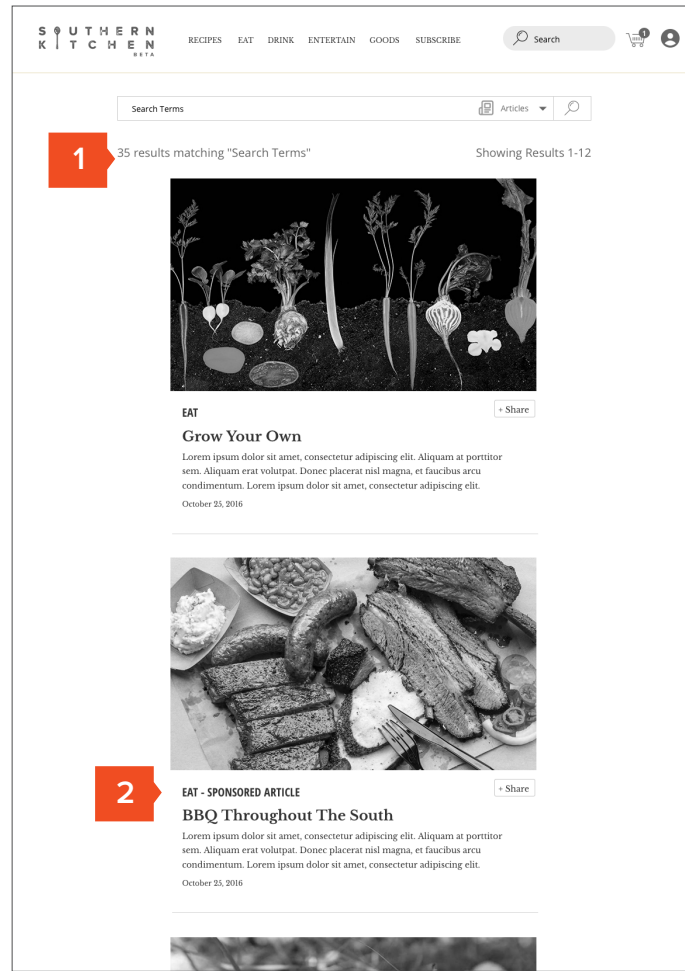 SOUTHERN
KITCHEN
BETA
RECIPES EAT DRINK ENTERTAIN GOODS SUBSCRIBE
Search
1
Search Terms
Articles
1
35 results matching "Search Terms"
Showing Results 1-12
EAT
+ Share
Grow Your Own
Lorem ipsum dolor sit amet, consectetur adipiscing elit. Aliquam at porttitor
sem. Aliquam erat volutpat. Donec placerat nisl magna, et faucibus arcu
condimentum. Lorem ipsum dolor sit amet, consectetur adipiscing elit.
October 25, 2016
2
EAT - SPONSORED ARTICLE
+ Share
BBQ Throughout The South
Lorem ipsum dolor sit amet, consectetur adipiscing elit. Aliquam at porttitor
sem. Aliquam erat volutpat. Donec placerat nisl magna, et faucibus arcu
condimentum. Lorem ipsum dolor sit amet, consectetur adipiscing elit.
October 25, 2016